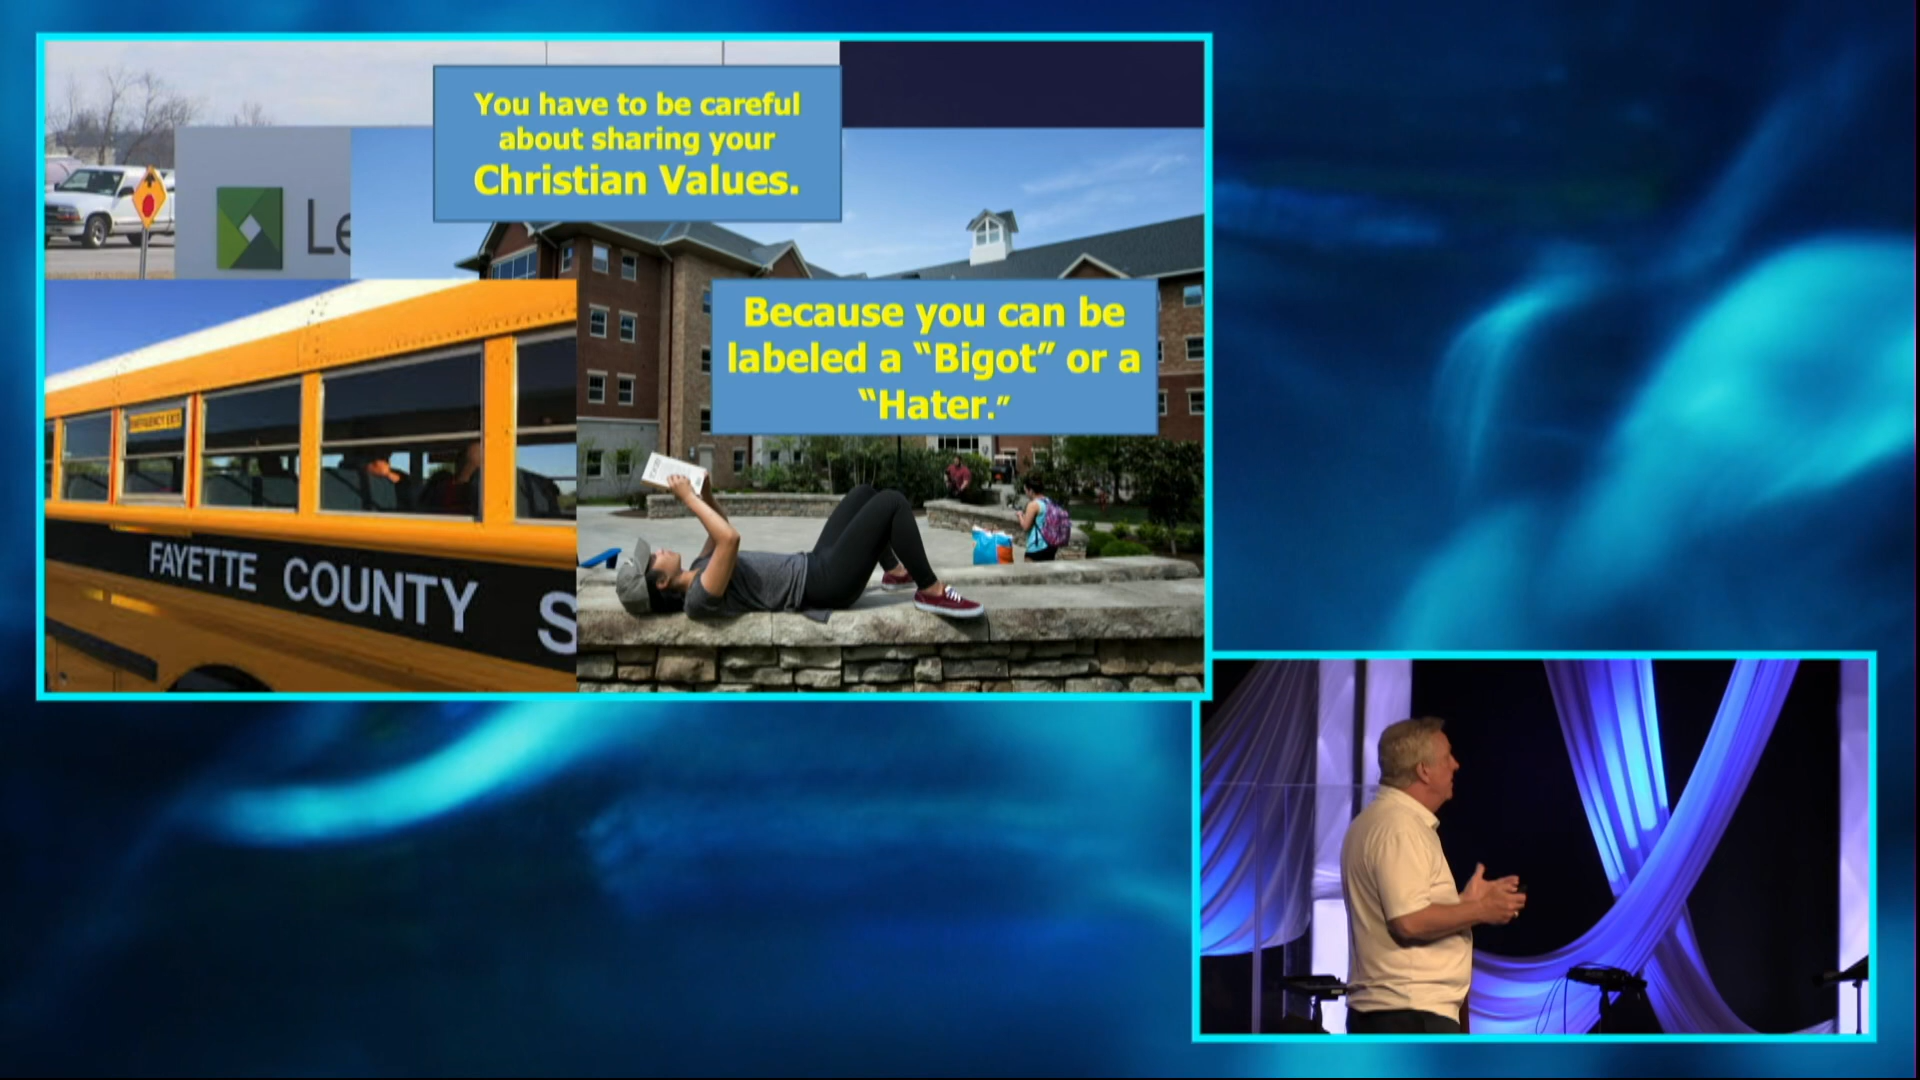 You have to be careful
about sharing your
Christian Values.
Le
Because you can be
labeled a “Bigot” or a
“Hater.”
EMERGENCY EXIT
FAYETTE COUNTY S